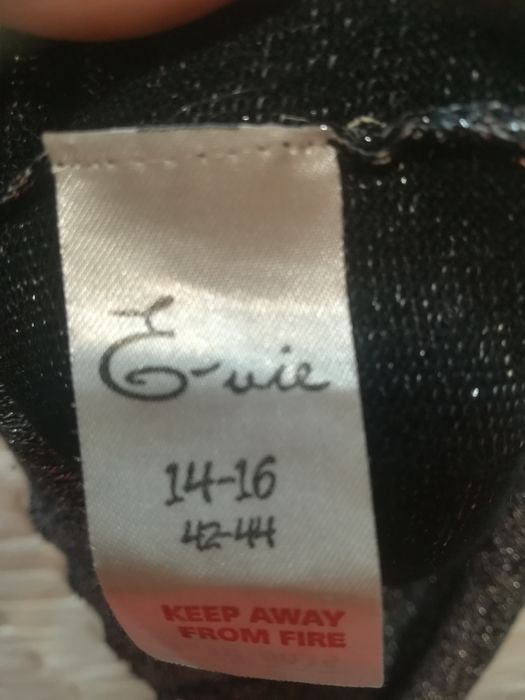 E-vie
14-16
42-44
KEEP AWAY
FROM FIRE